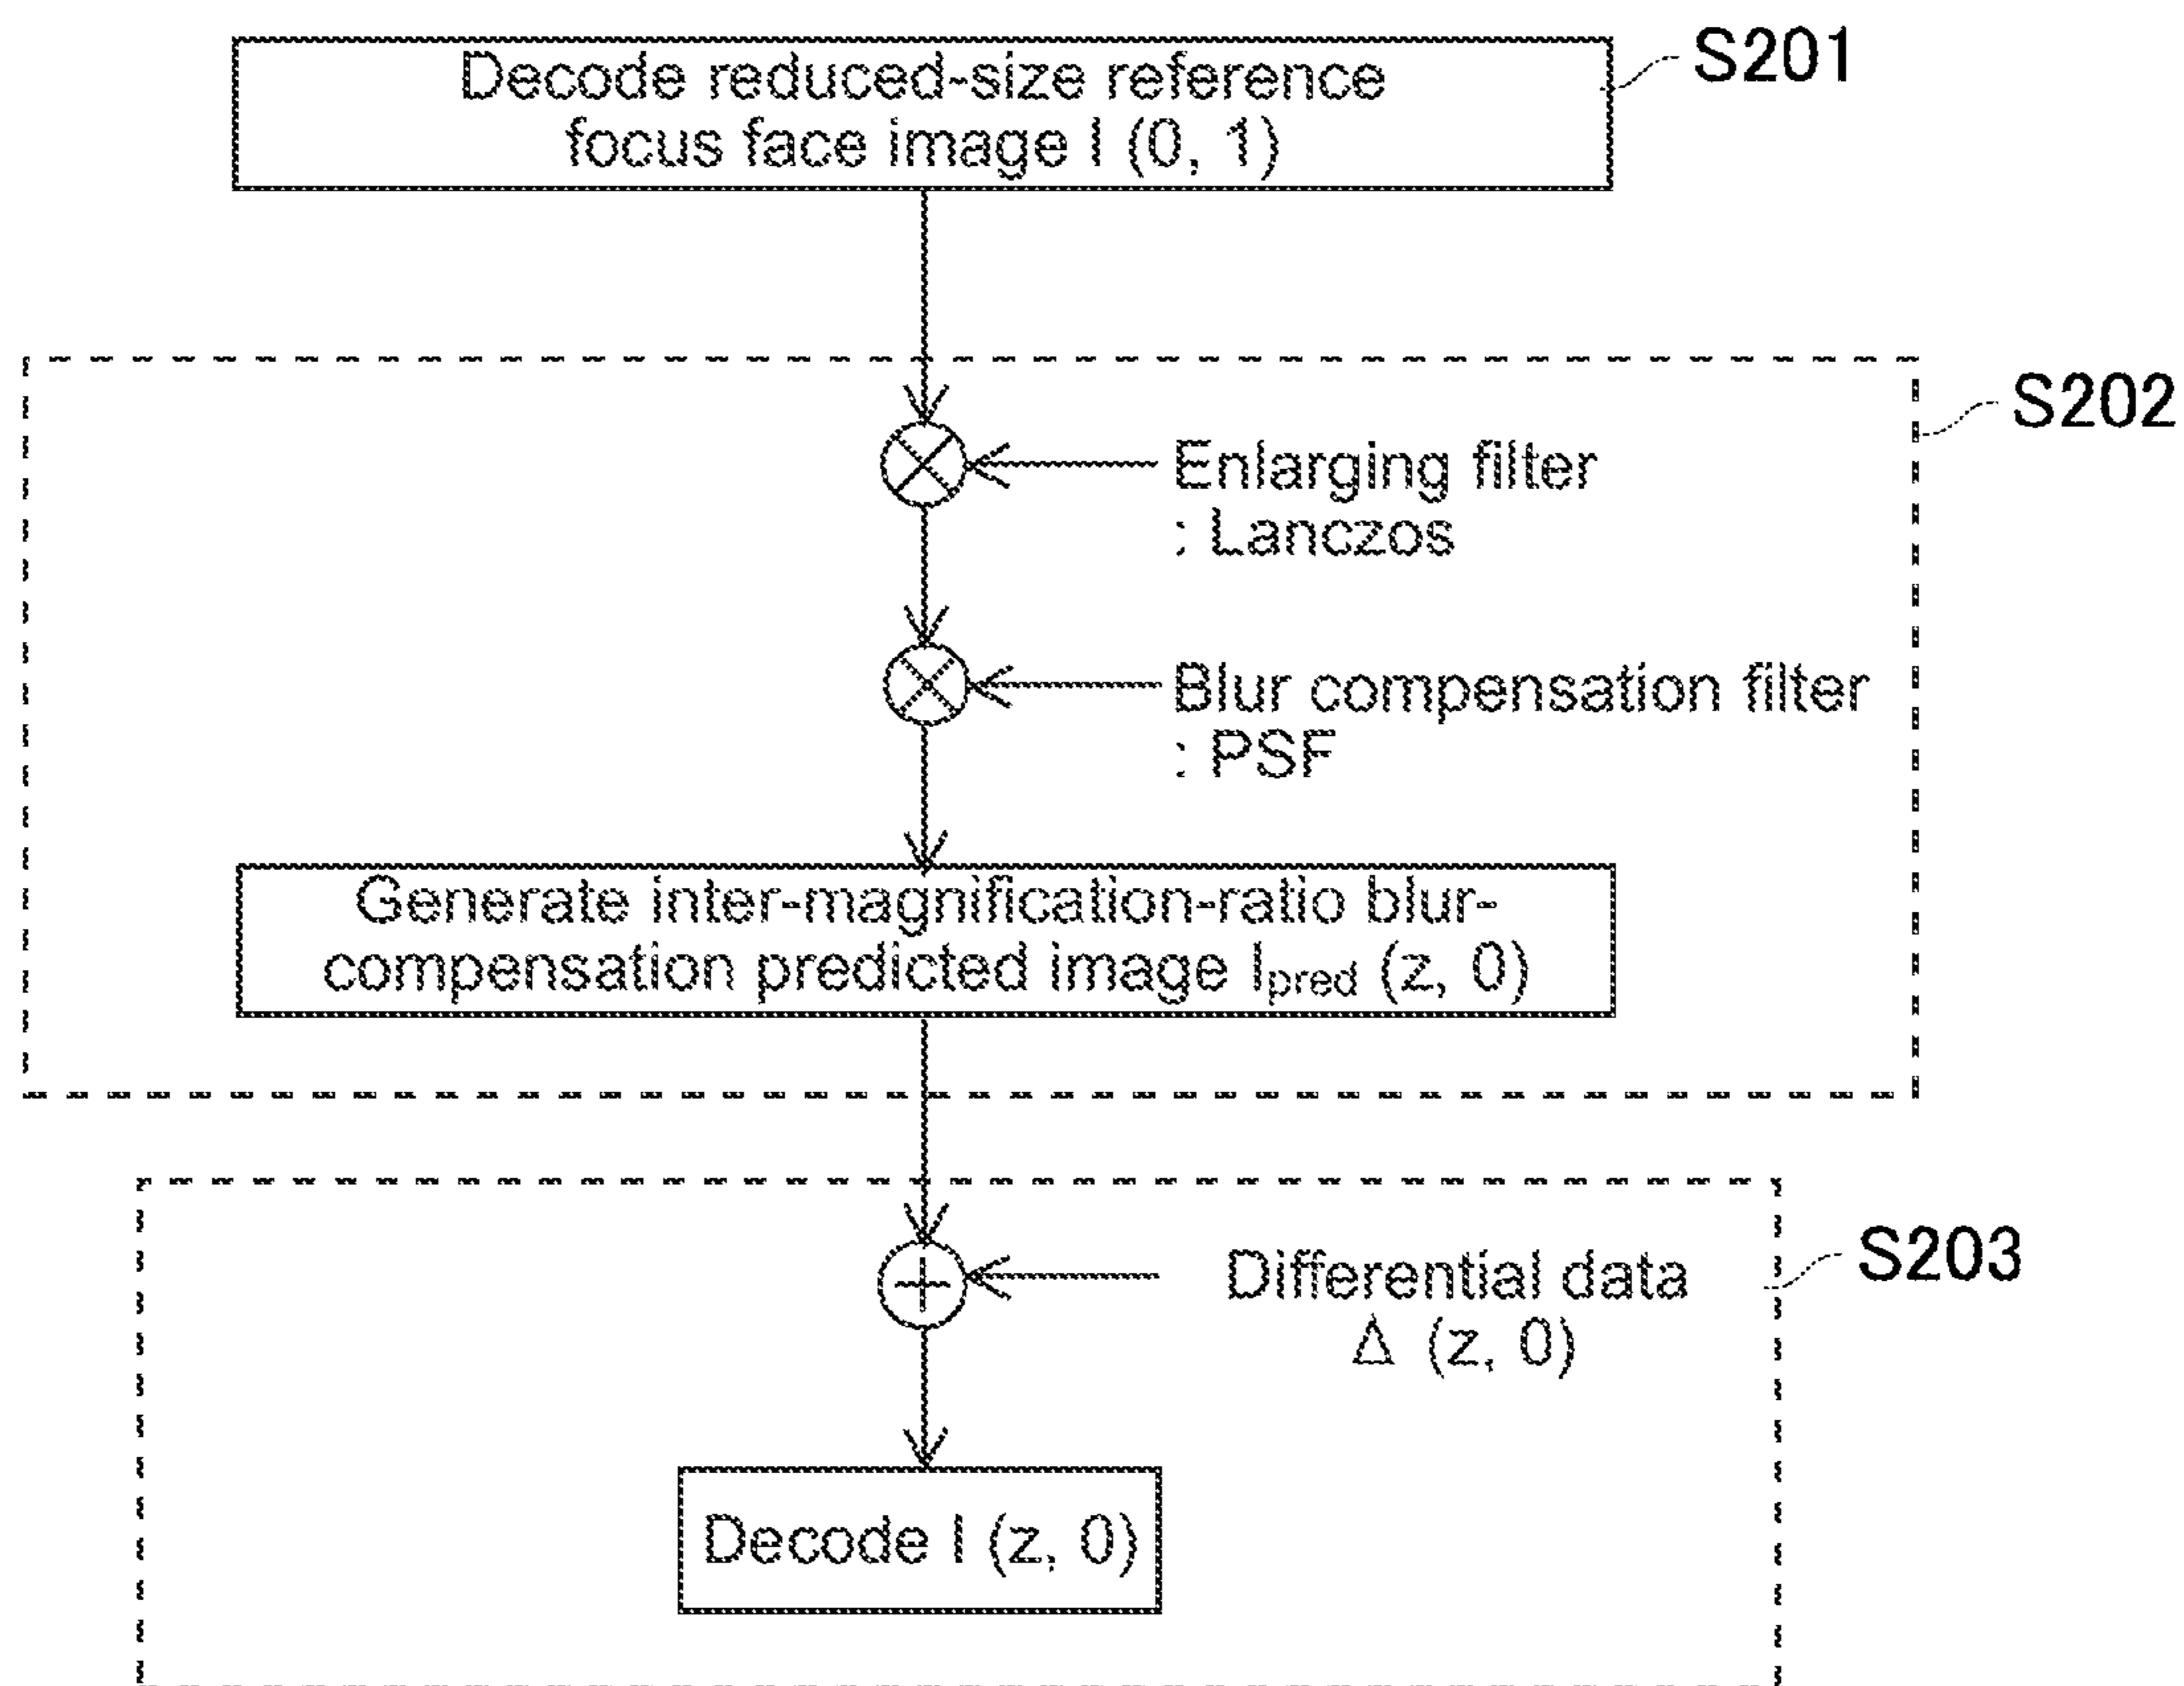 Decode reduced-size reference
focus face image I (0, 1)
S201
S202
Enlarging filter
: Lanczos
Blur compensation filter
: PSF
Generate inter-magnification-ratio blur-
compensation predicted image Ipred (z, 0)
S203
Differential data
Δ (z, 0)
Decode I (z, 0)